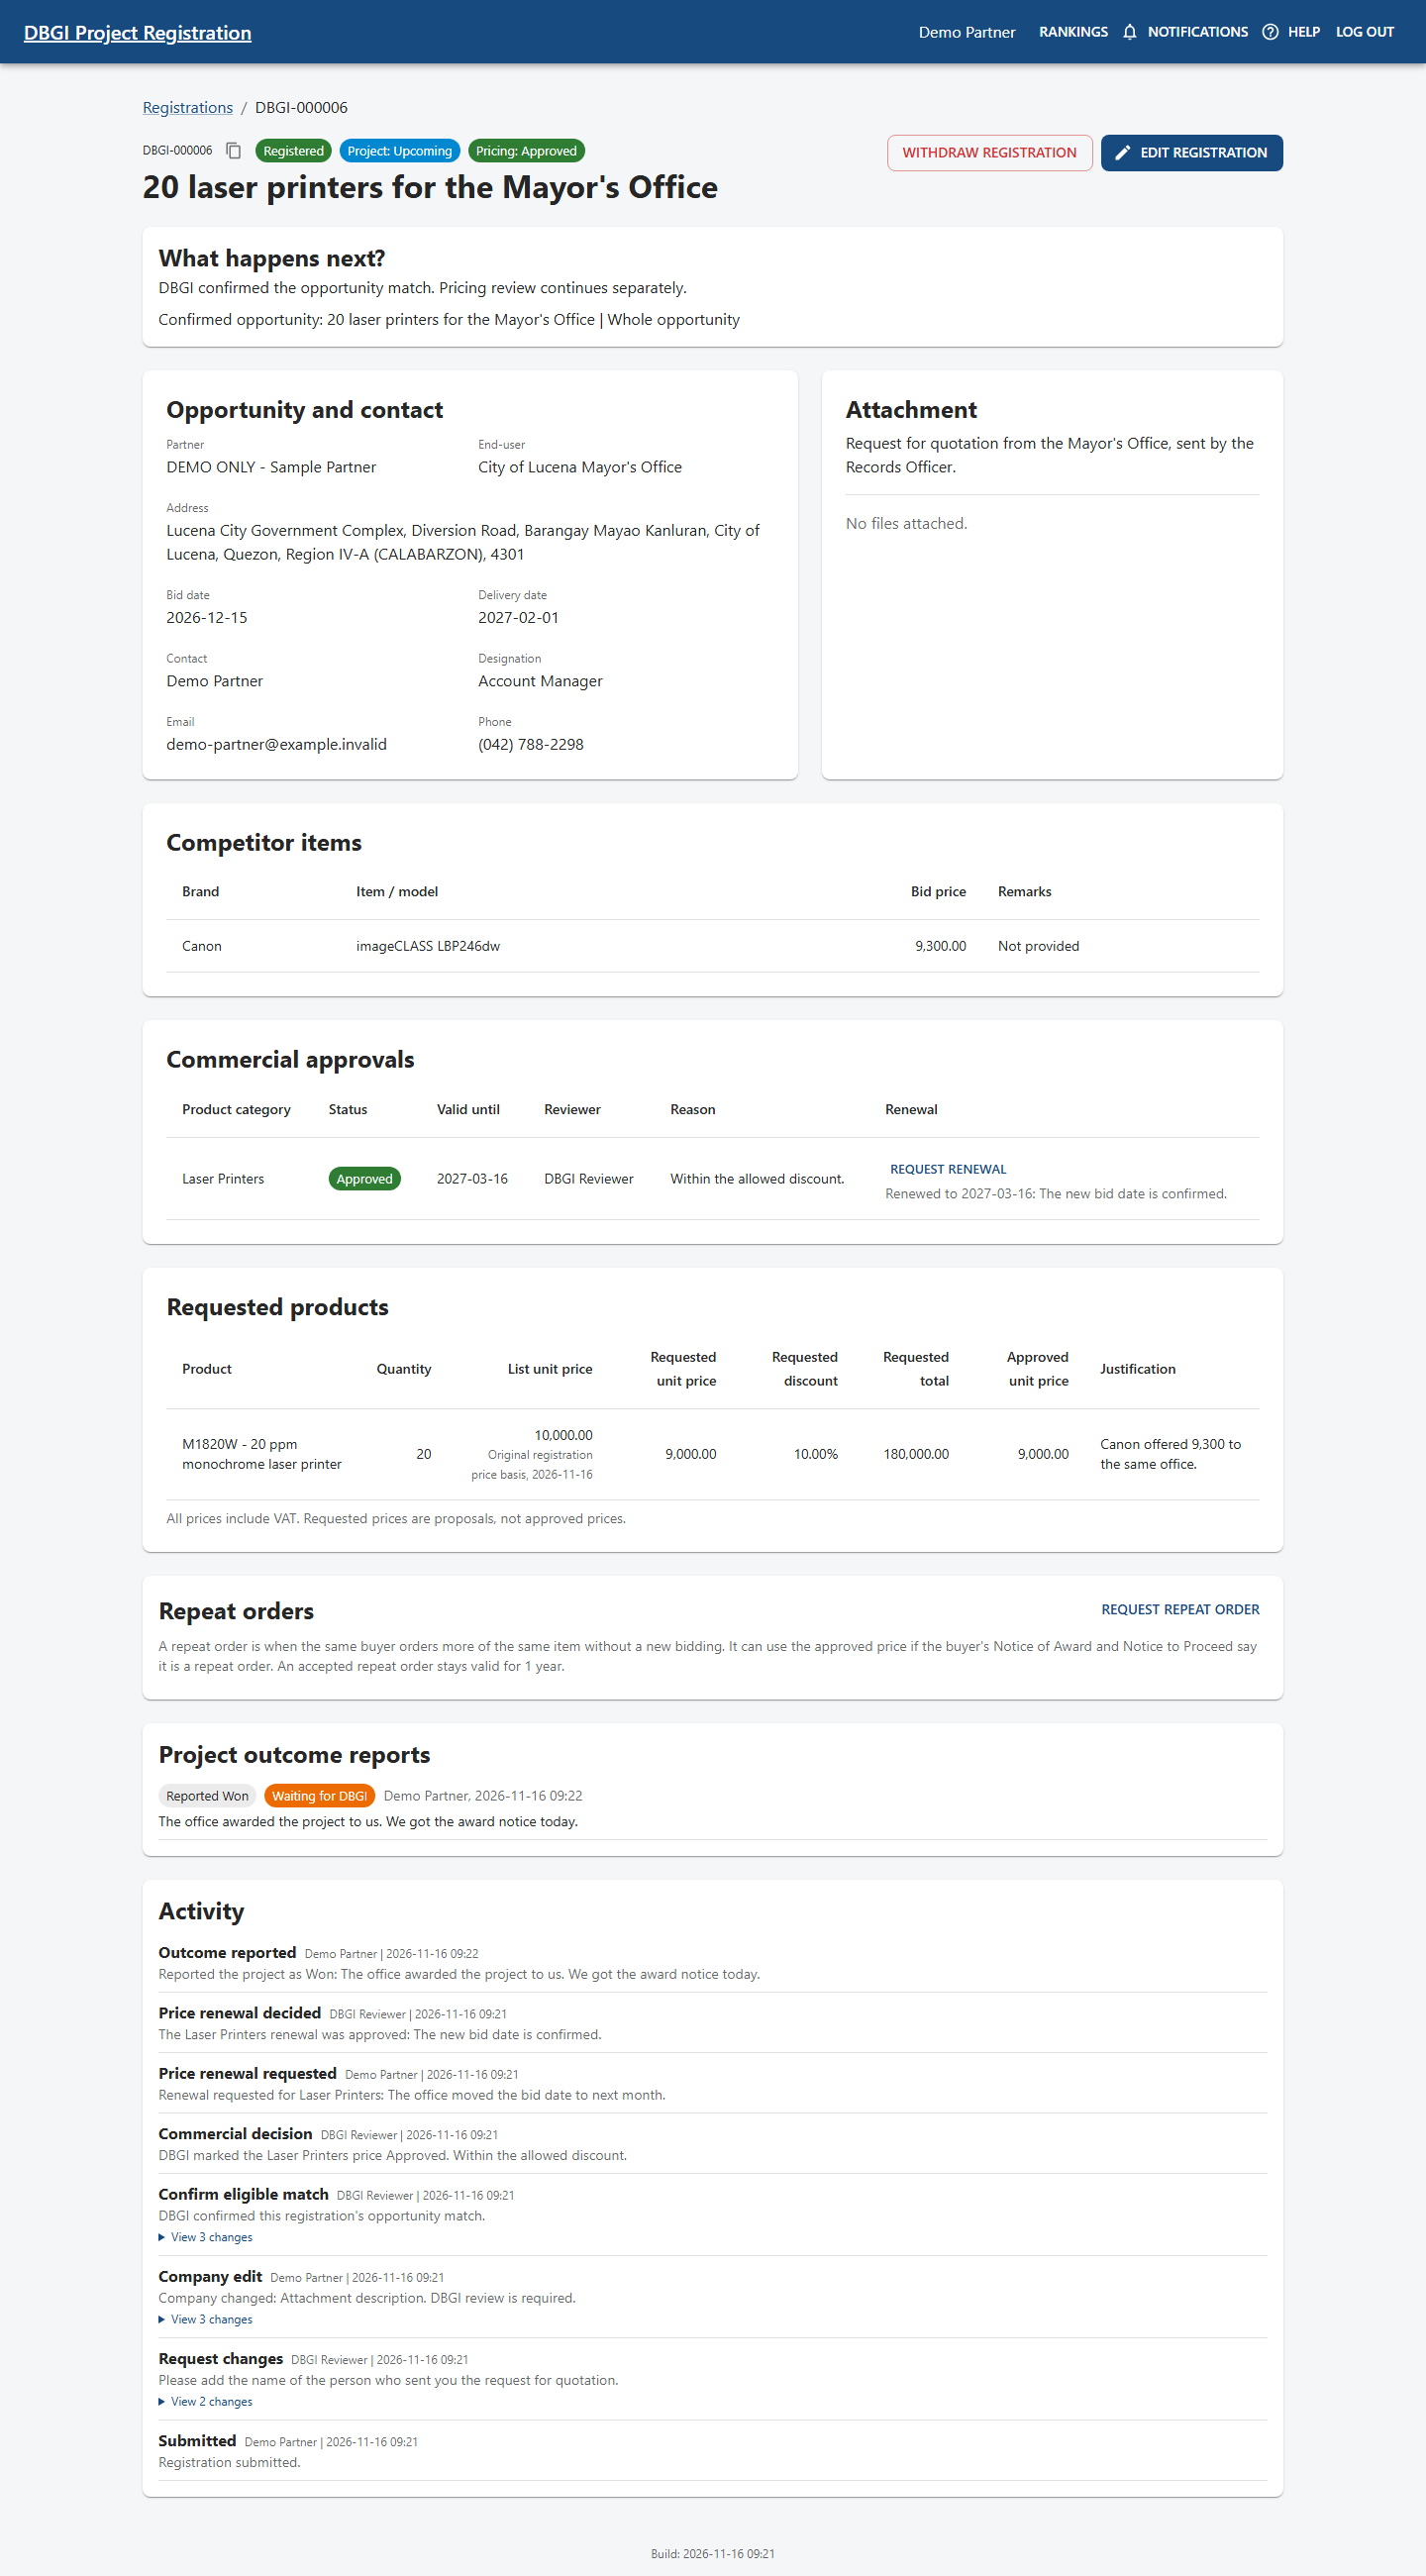 DBGI Project Registration
Demo Partner
RANKINGS
NOTIFICATIONS
HELP
LOG OUT
Registrations / DBGI-000006
DBGI-000006
Registered
Project: Upcoming
Pricing: Approved
WITHDRAW REGISTRATION
EDIT REGISTRATION
20 laser printers for the Mayor's Office
What happens next?
DBGI confirmed the opportunity match. Pricing review continues separately.
Confirmed opportunity: 20 laser printers for the Mayor's Office | Whole opportunity
Opportunity and contact
Partner
DEMO ONLY - Sample Partner
End-user
City of Lucena Mayor's Office
Address
Lucena City Government Complex, Diversion Road, Barangay Mayao Kanluran, City of
Lucena, Quezon, Region IV-A (CALABARZON), 4301
Bid date
2026-12-15
Delivery date
2027-02-01
Contact
Demo Partner
Designation
Account Manager
Email
demo-partner@example.invalid
Phone
(042) 788-2298
Attachment
Request for quotation from the Mayor's Office, sent by the
Records Officer.
No files attached.
Competitor items
Brand Item / model Bid price Remarks
Canon imageCLASS LBP246dw 9,300.00 Not provided
Commercial approvals
Product category Status Valid until Reviewer Reason Renewal
Laser Printers Approved 2027-03-16 DBGI Reviewer Within the allowed discount.
REQUEST RENEWAL
Renewed to 2027-03-16: The new bid date is confirmed.
Requested products
Product
Quantity
List unit price
Requested
unit price
Requested
discount
Requested
total
Approved
unit price
Justification
M1820W - 20 ppm
monochrome laser printer
20
10,000.00
Original registration
price basis, 2026-11-16
9,000.00
10.00%
180,000.00
9,000.00
Canon offered 9,300 to
the same office.
All prices include VAT. Requested prices are proposals, not approved prices.
Repeat orders
REQUEST REPEAT ORDER
A repeat order is when the same buyer orders more of the same item without a new bidding. It can use the approved price if the buyer's Notice of Award and Notice to Proceed say
it is a repeat order. An accepted repeat order stays valid for 1 year.
Project outcome reports
Reported Won
Waiting for DBGI
Demo Partner, 2026-11-16 09:22
The office awarded the project to us. We got the award notice today.
Activity
Outcome reported Demo Partner | 2026-11-16 09:22
Reported the project as Won: The office awarded the project to us. We got the award notice today.
Price renewal decided DBGI Reviewer | 2026-11-16 09:21
The Laser Printers renewal was approved: The new bid date is confirmed.
Price renewal requested Demo Partner | 2026-11-16 09:21
Renewal requested for Laser Printers: The office moved the bid date to next month.
Commercial decision DBGI Reviewer | 2026-11-16 09:21
DBGI marked the Laser Printers price Approved. Within the allowed discount.
Confirm eligible match DBGI Reviewer | 2026-11-16 09:21
DBGI confirmed this registration's opportunity match.
View 3 changes
Company edit Demo Partner | 2026-11-16 09:21
Company changed: Attachment description. DBGI review is required.
View 3 changes
Request changes DBGI Reviewer | 2026-11-16 09:21
Please add the name of the person who sent you the request for quotation.
View 2 changes
Submitted Demo Partner | 2026-11-16 09:21
Registration submitted.
Build: 2026-11-16 09:21